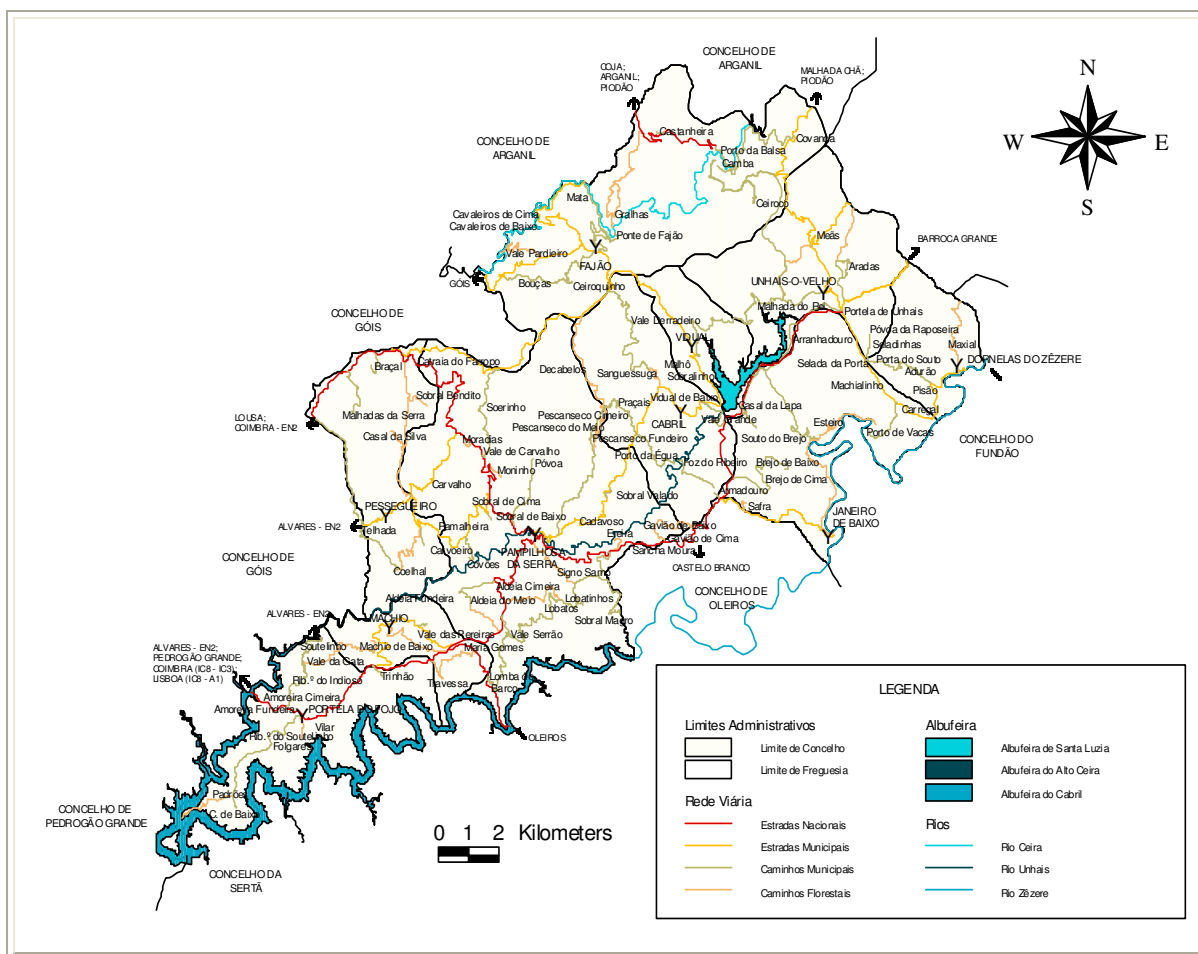 CONCELHO DE
ARGANIL
COJA;
ARGANIL;
PIODÃO
MALHADA CHÃ;
PIODÃO
N
W
E
S
Castanheira
Covanca
CONCELHO DE
ARGANIL
Porto da Balsa
Camba
Mata
Ceiroco
Cavaleiros de Cima
Cavaleiros de Baixo
Gralhas
Ponte de Fajão
Meãs
BARROCA GRANDE
Vale Pardieiro
FAJÃO
Aradas
GÓIS
Bouças
Ceiroquinho
UNHAIS-O-VELHO
Malhada do Rei
Portela de Unhais
CONCELHO DE
GÓIS
Vale Derradeiro
VIDUAL
Arranhadouro
Póvoa da Raposeira
Seladinhas
Maxial
Malhô
Sobralinho
Selada da Porta
Porta do Souto
DORNELAS DO ZÊZERE
Adurão
Braçal
Catraia do Farropo
Decabelos
Sanguessuga
Machialinho
Pisão
Sobral Bendito
Soerinho
Praçais
Vidual de Baixo
Casal da Lapa
Carregal
LOUSA;
COIMBRA - EN2
Malhadas da Serra
Pescanseco Cimeiro
Pescanseco do Meio
CABRIL
Vale Grande
Esteiro
Porto de Vacas
Casal da Silva
Moradas
Pescanseco Fundeiro
Souto do Brejo
CONCELHO DO
FUNDÃO
Vale de Carvalho
Póvoa
Porto da Égua
Foz do Ribeiro
Brejo de Baixo
Moninho
Brejo de Cima
Carvalho
Sobral Valado
Armadouro
Sobral de Cima
Safra
PESSEGUEIRO
Sobral de Baixo
JANEIRO
DE BAIXO
ALVARES - EN2
Telhada
Ramalheira
Cadavoso
Gavião de Baixo
Gavião de Cima
Sancha Moura
Calvoeiro
PAMPILHOSA
DA SERRA
CASTELO BRANCO
CONCELHO DE
GÓIS
Covões
Coelhal
Signo Samo
CONCELHO DE
OLEIROS
Aldeia Cimeira
Aldeia do Meio
Lobatinhos
Aldeia Fundeira
Lobatos
Sobral Magro
ALVARES - EN2
MACHIO
Vale Serrão
Soutelinho
Machio de Baixo
Vale das Rereiras
Maria Gomes
ALVARES - EN2;
PEDROGÃO GRANDE;
COIMBRA (IC8 - IC3);
LISBOA (IC8 - A1)
Vale da Gata
Rib.º do Indioso
Trinhão
Travessa
Lomba do
Barco
Amoreira Cimeira
Amoreira Fundeira
PORTELA DO FOJO
Vilar
Rib.º do Soutelinho
Folgares
OLEIROS
Padrões
C. de Baixo
CONCELHO DE
PEDROGÃO GRANDE
CONCELHO DA
SERTÃ
0 1 2 Kilometers
LEGENDA
Limites Administrativos
Limite de Concelho
Limite de Freguesia
Rede Viária
Estradas Nacionais
Estradas Municipais
Caminhos Municipais
Caminhos Florestais
Albufeira
Albufeira de Santa Luzia
Albufeira do Alto Ceira
Albufeira do Cabril
Rios
Rio Ceira
Rio Unhais
Rio Zêzere